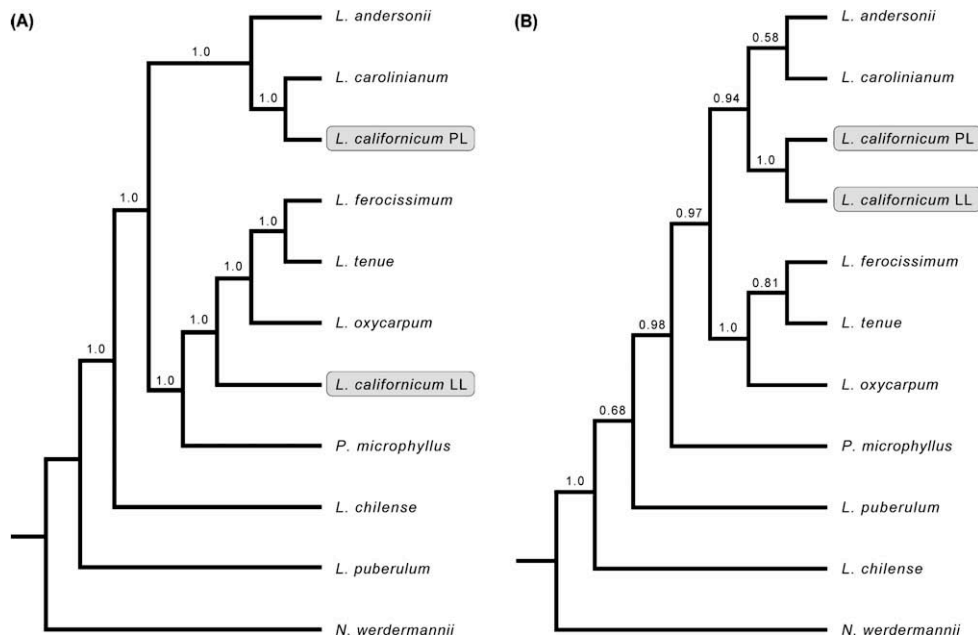 (A)
L. andersonii
1.0
L. carolinianum
1.0
L. californicum PL
1.0
L. ferocissimum
1.0
L. tenue
1.0
L. oxycarpum
1.0
1.0
L. californicum LL
1.0
P. microphyllus
L. chilense
L. puberulum
N. werdermannii
(B)
L. andersonii
0.58
L. carolinianum
0.94
L. californicum PL
1.0
L. californicum LL
0.97
L. ferocissimum
0.81
L. tenue
1.0
0.98
L. oxycarpum
0.68
P. microphyllus
L. puberulum
1.0
L. chilense
N. werdermannii